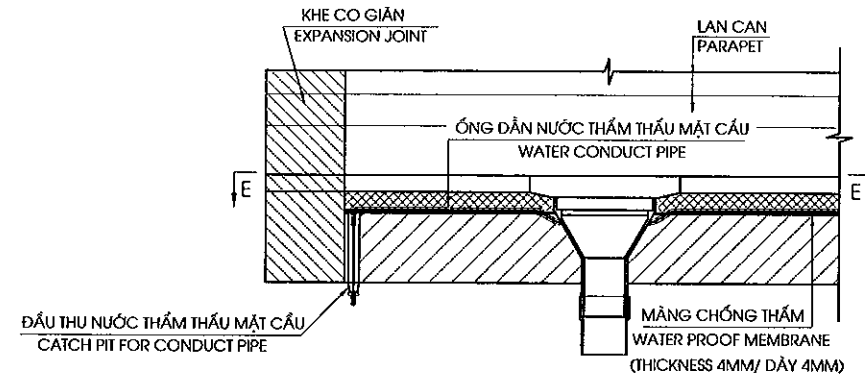 KHE CO GIÃN
EXPANSION JOINT
LAN CAN
PARAPET
ỐNG DẪN NƯỚC THẨM THẤU MẶT CẦU
WATER CONDUCT PIPE
E
E
ĐẦU THU NƯỚC THẨM THẤU MẶT CẦU
CATCH PIT FOR CONDUCT PIPE
MÀNG CHỐNG THẤM
WATER PROOF MEMBRANE
(THICKNESS 4MM/ DÀY 4MM)